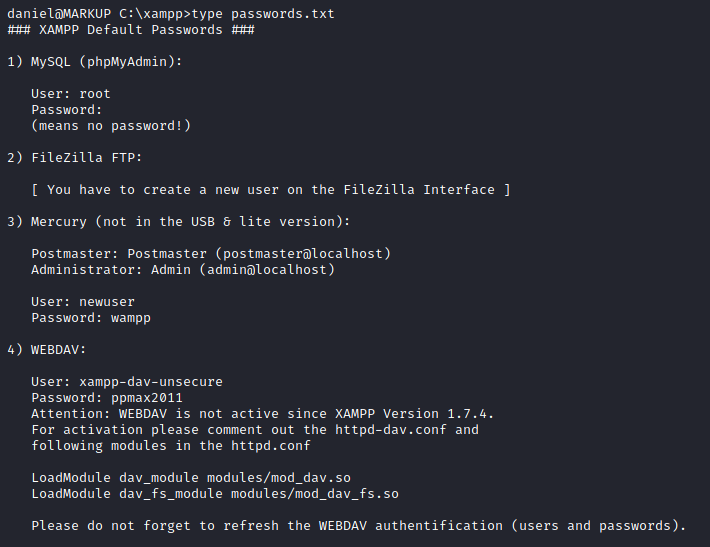 daniel@MARKUP C:\xampp>type passwords.txt
### XAMPP Default Passwords ###
1) MySQL (phpMyAdmin):
User: root
Password:
(means no password!)
2) FileZilla FTP:
[ You have to create a new user on the FileZilla Interface ]
3) Mercury (not in the USB & lite version):
Postmaster: Postmaster (postmaster@localhost)
Administrator: Admin (admin@localhost)
User: newuser
Password: wampp
4) WEBDAV:
User: xampp-dav-unsecure
Password: ppmax2011
Attention: WEBDAV is not active since XAMPP Version 1.7.4.
For activation please comment out the httpd-dav.conf and
following modules in the httpd.conf
LoadModule dav_module modules/mod_dav.so
LoadModule dav_fs_module modules/mod_dav_fs.so
Please do not forget to refresh the WEBDAV authentification (users and passwords).